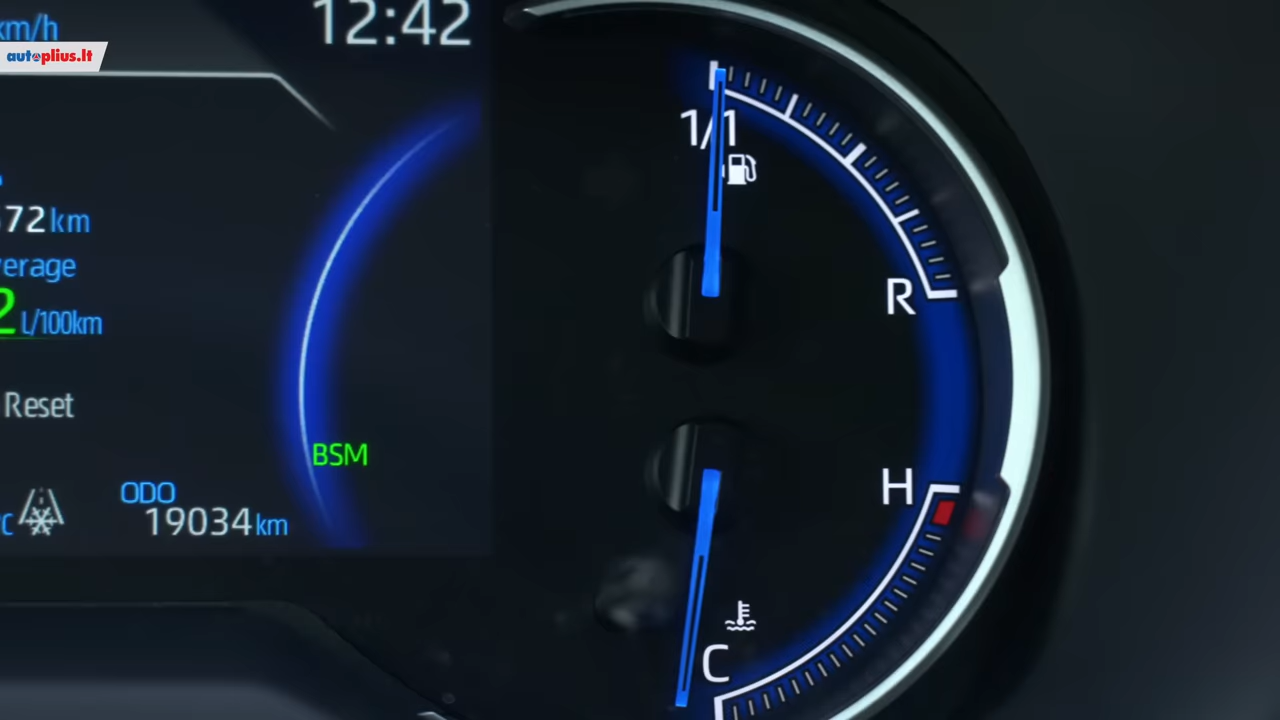 km/h
12:42
autoplius.lt
1/1
72 km
verage
2 L/100km
R
Reset
BSM
H
ODO
19034 km
C